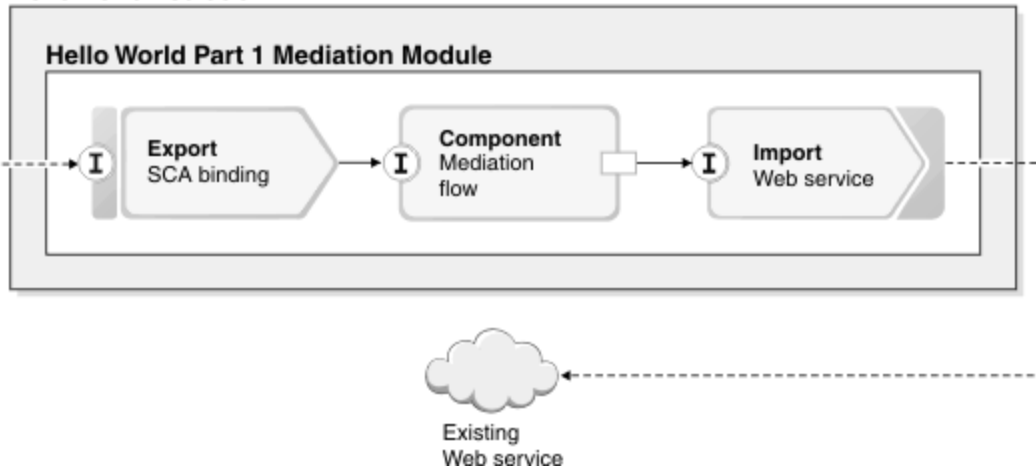 Hello World Part 1 Mediation Module
I
Export
SCA binding
I
Component
Mediation
flow
I
Import
Web service
Existing
Web service